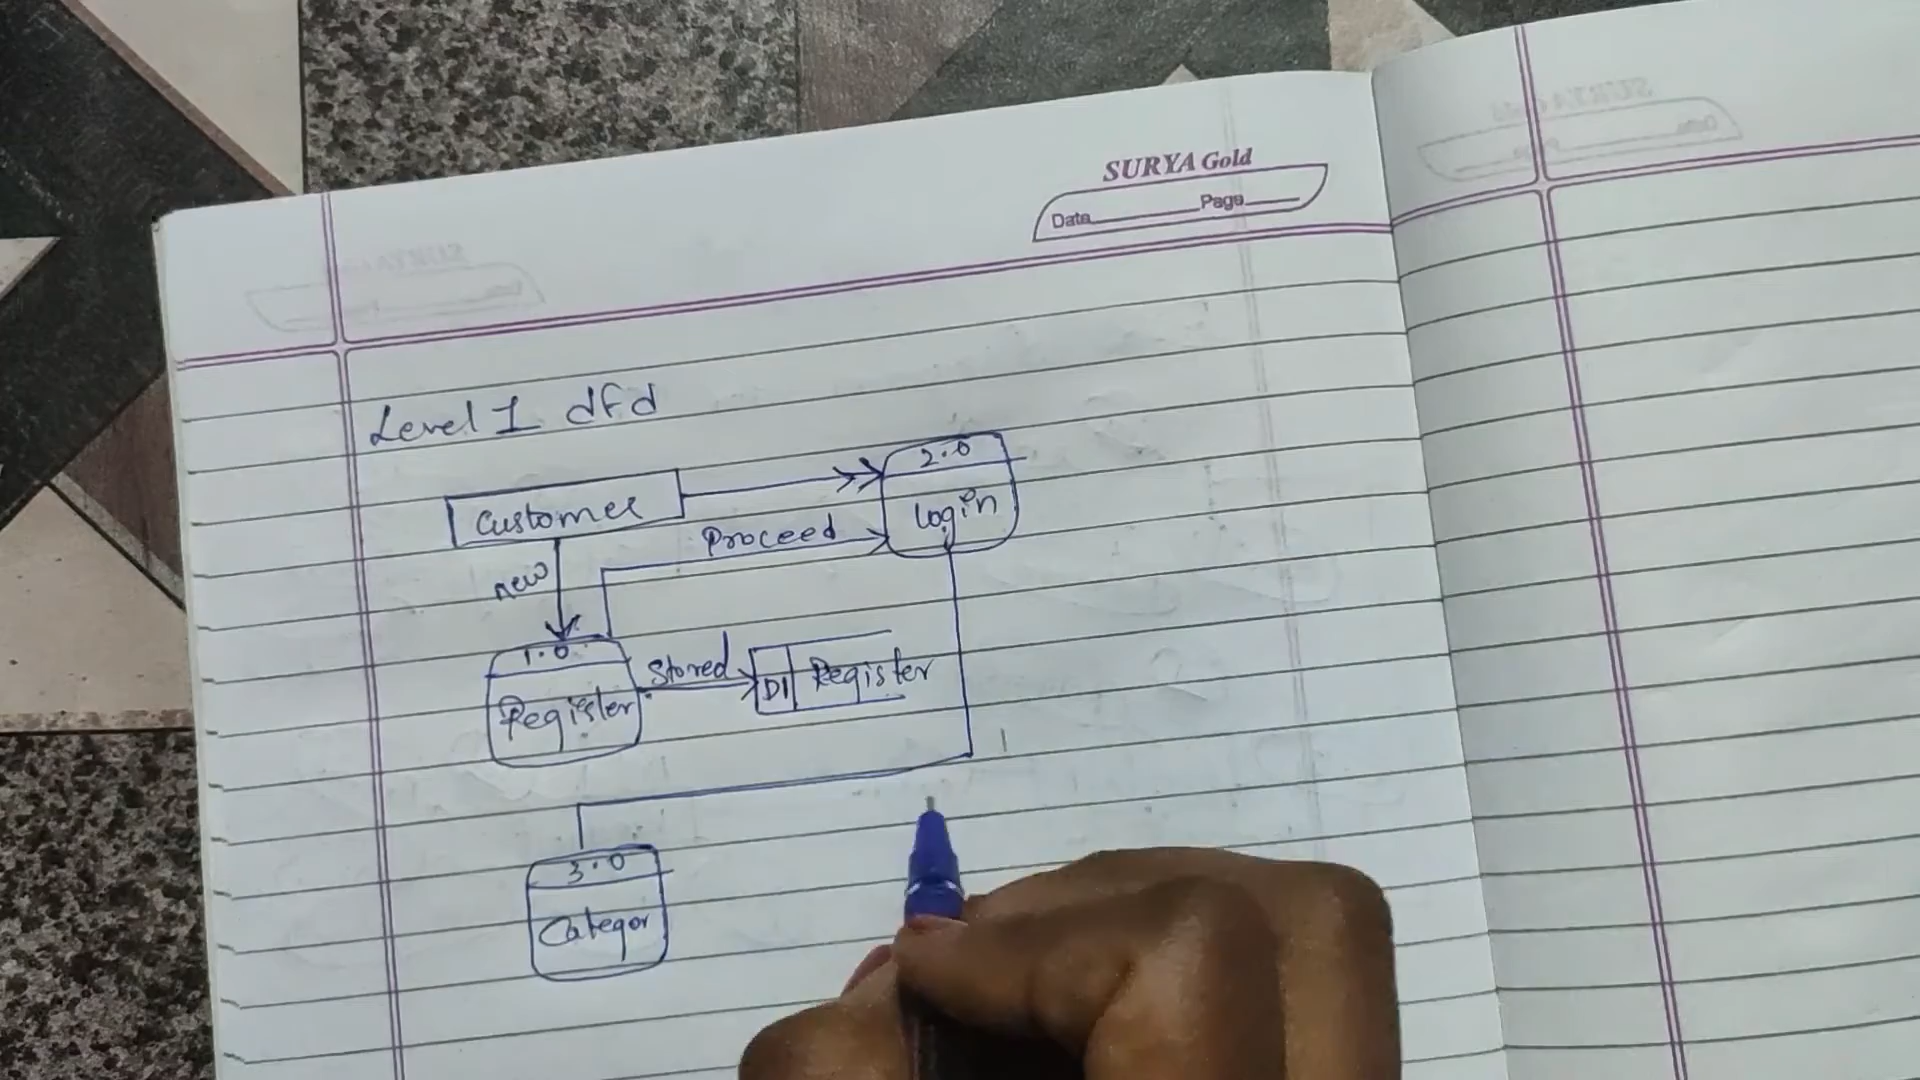 SURYA Gold
Date Page
Level 1 dfd
2.0
Customer
login
Proceed
new
1.0
Stored
D1 Register
Register
3.0
Categor